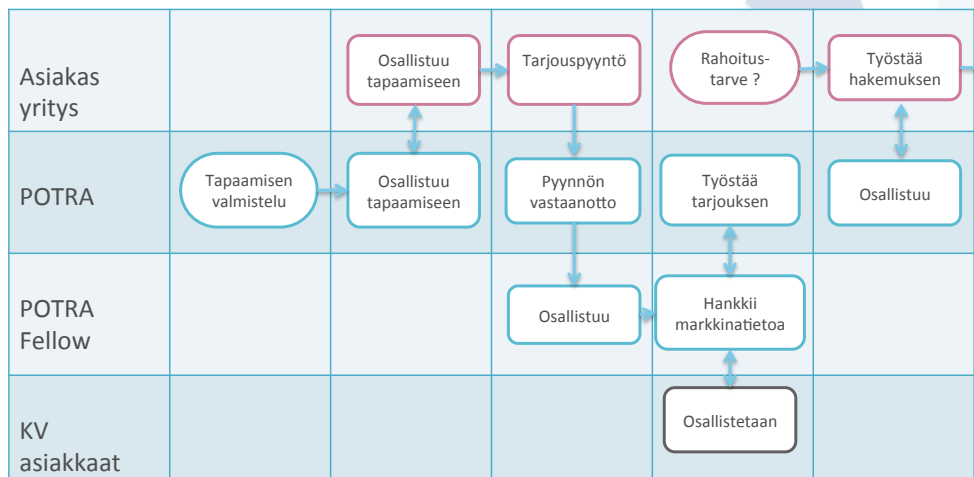 Asiakas
yritys
Osallistuu
tapaamiseen
Tarjouspyyntö
Rahoitus-
tarve ?
Työstää
hakemuksen
POTRA
Tapaamisen
valmistelu
Osallistuu
tapaamiseen
Pyynnön
vastaanotto
Työstää
tarjouksen
Osallistuu
POTRA
Fellow
Osallistuu
Hankkii
markkinatietoa
KV
asiakkaat
Osallistetaan